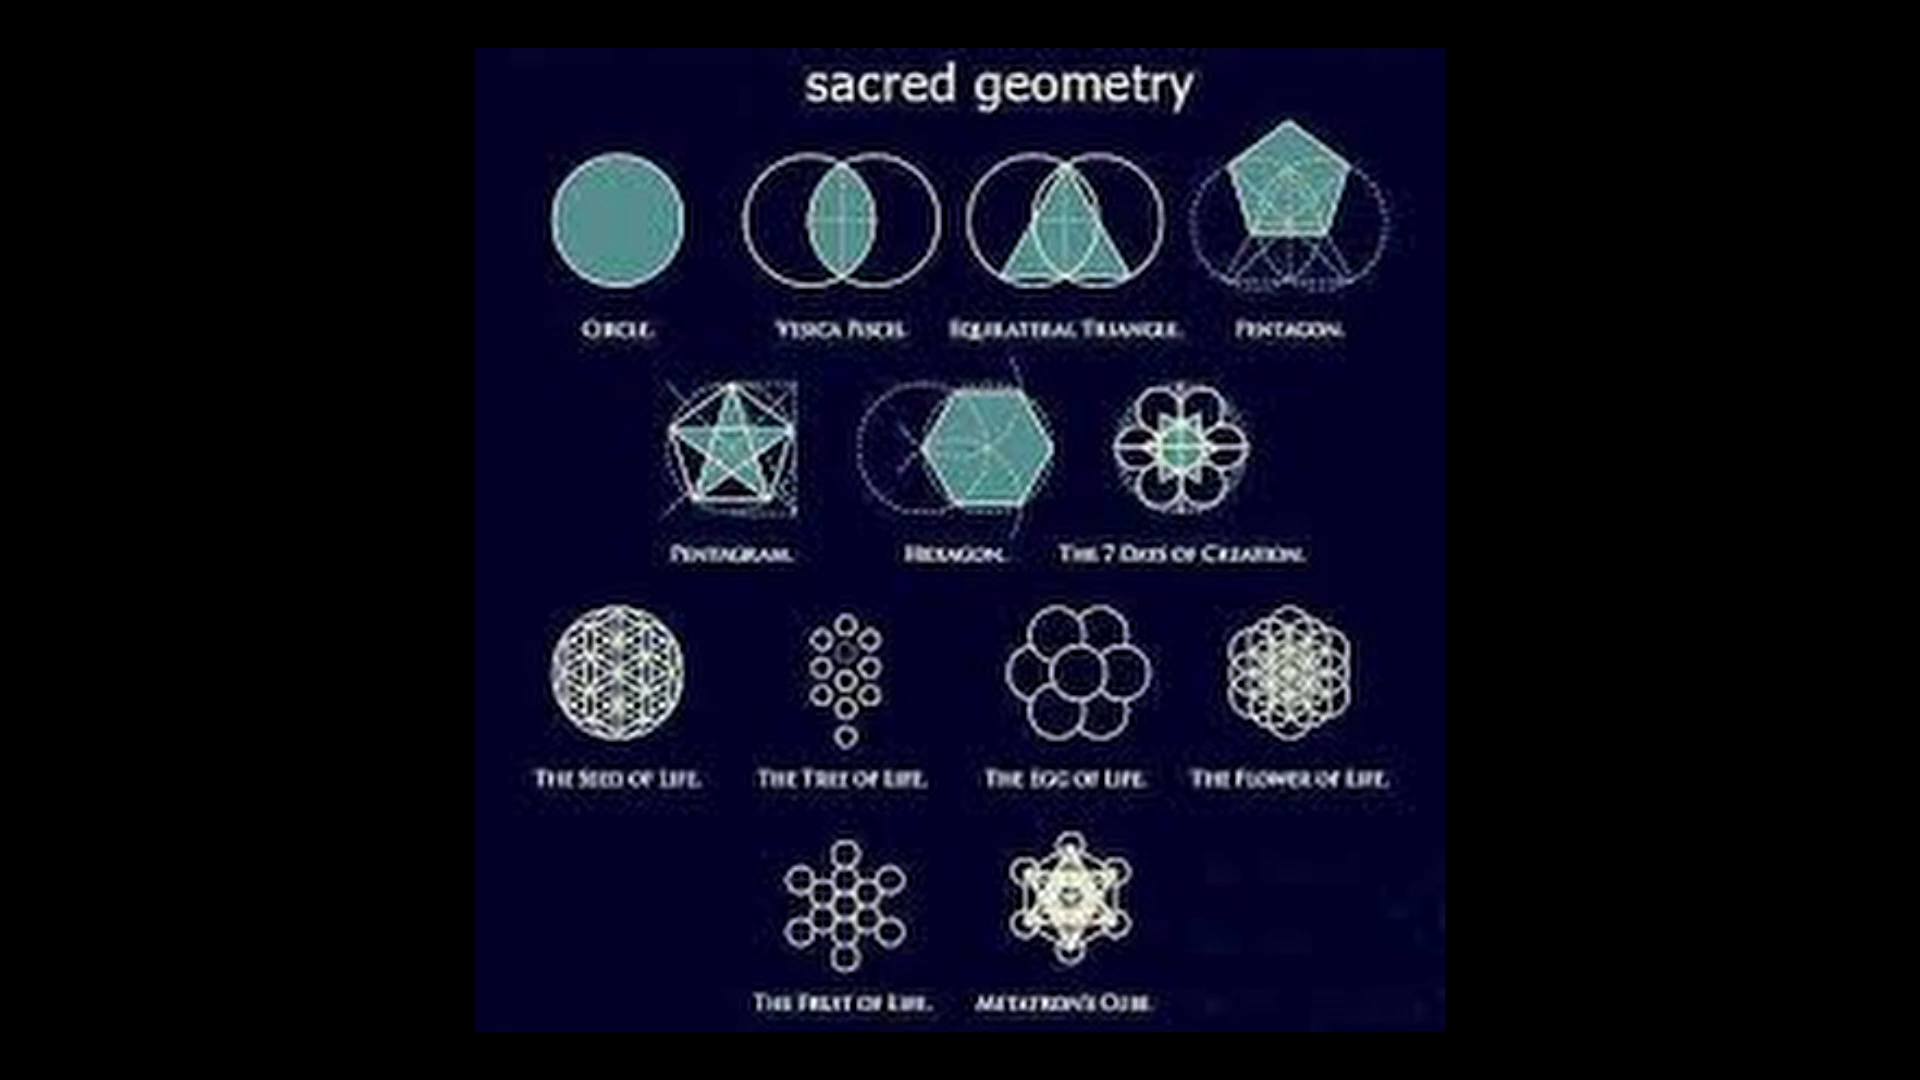 sacred geometry
CIRCLE. VESICA PISCIS. EQUILATERAL TRIANGLE. PENTAGON.
PENTAGRAM. HEXAGON. THE 7 DAYS OF CREATION.
THE SEED OF LIFE. THE TREE OF LIFE. THE EGG OF LIFE. THE FLOWER OF LIFE.
THE FRUIT OF LIFE. METATRON'S CUBE.